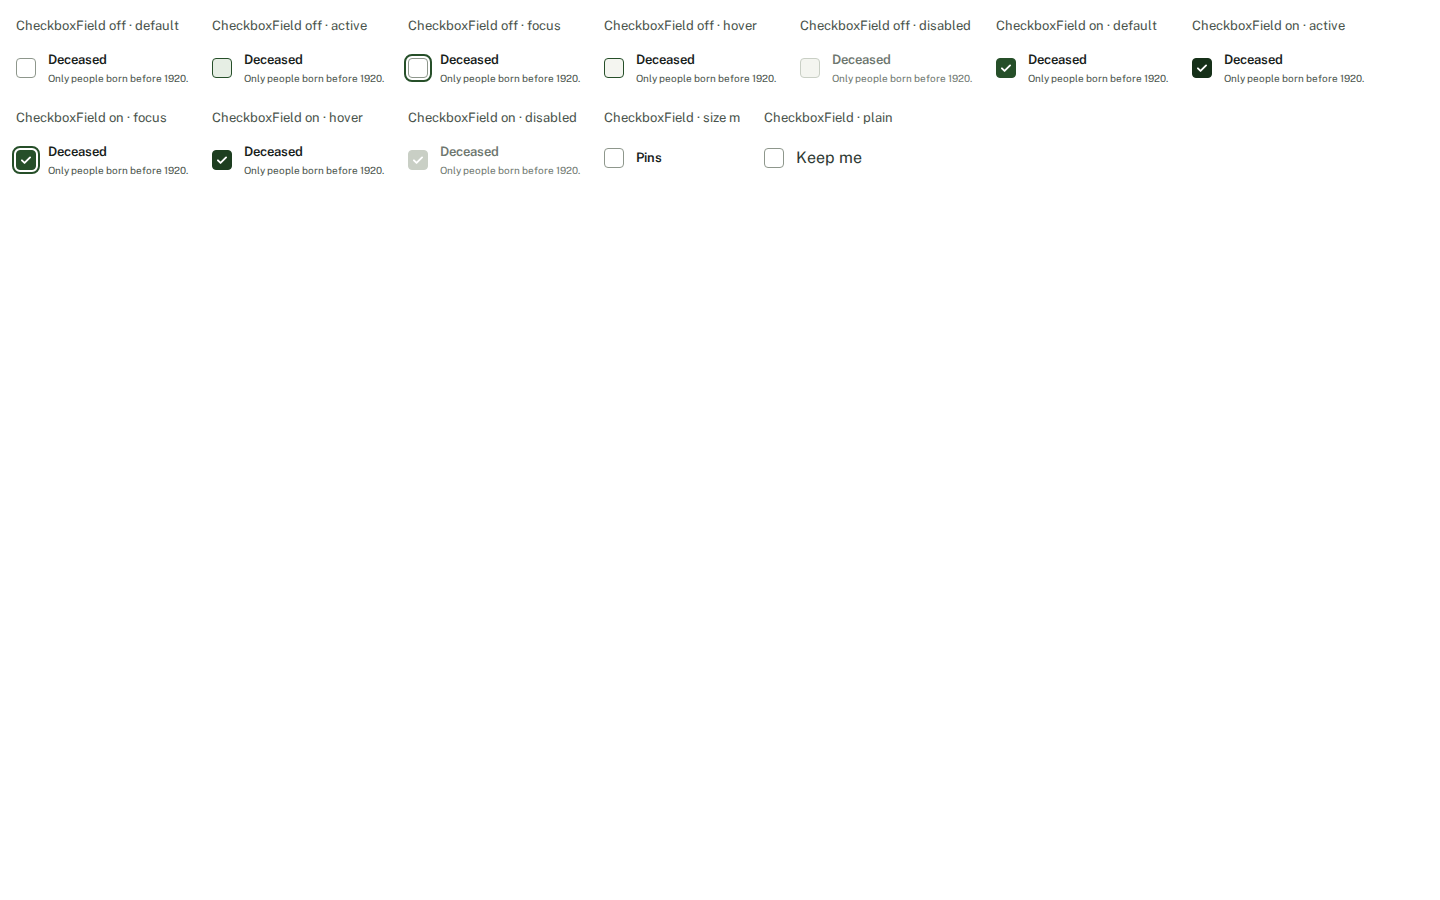 CheckboxField off · default
Deceased
Only people born before 1920.
CheckboxField off · active
Deceased
Only people born before 1920.
CheckboxField off · focus
Deceased
Only people born before 1920.
CheckboxField off · hover
Deceased
Only people born before 1920.
CheckboxField off · disabled
Deceased
Only people born before 1920.
CheckboxField on · default
Deceased
Only people born before 1920.
CheckboxField on · active
Deceased
Only people born before 1920.
CheckboxField on · focus
Deceased
Only people born before 1920.
CheckboxField on · hover
Deceased
Only people born before 1920.
CheckboxField on · disabled
Deceased
Only people born before 1920.
CheckboxField · size m
Pins
CheckboxField · plain
Keep me